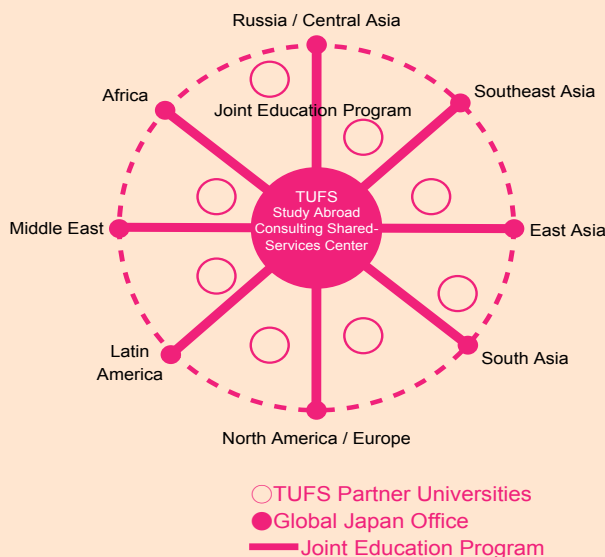 Russia / Central Asia
Africa
Southeast Asia
Joint Education Program
TUFS
Study Abroad
Consulting Shared-
Services Center
Middle East
East Asia
Latin
America
South Asia
North America / Europe
TUFS Partner Universities
Global Japan Office
Joint Education Program